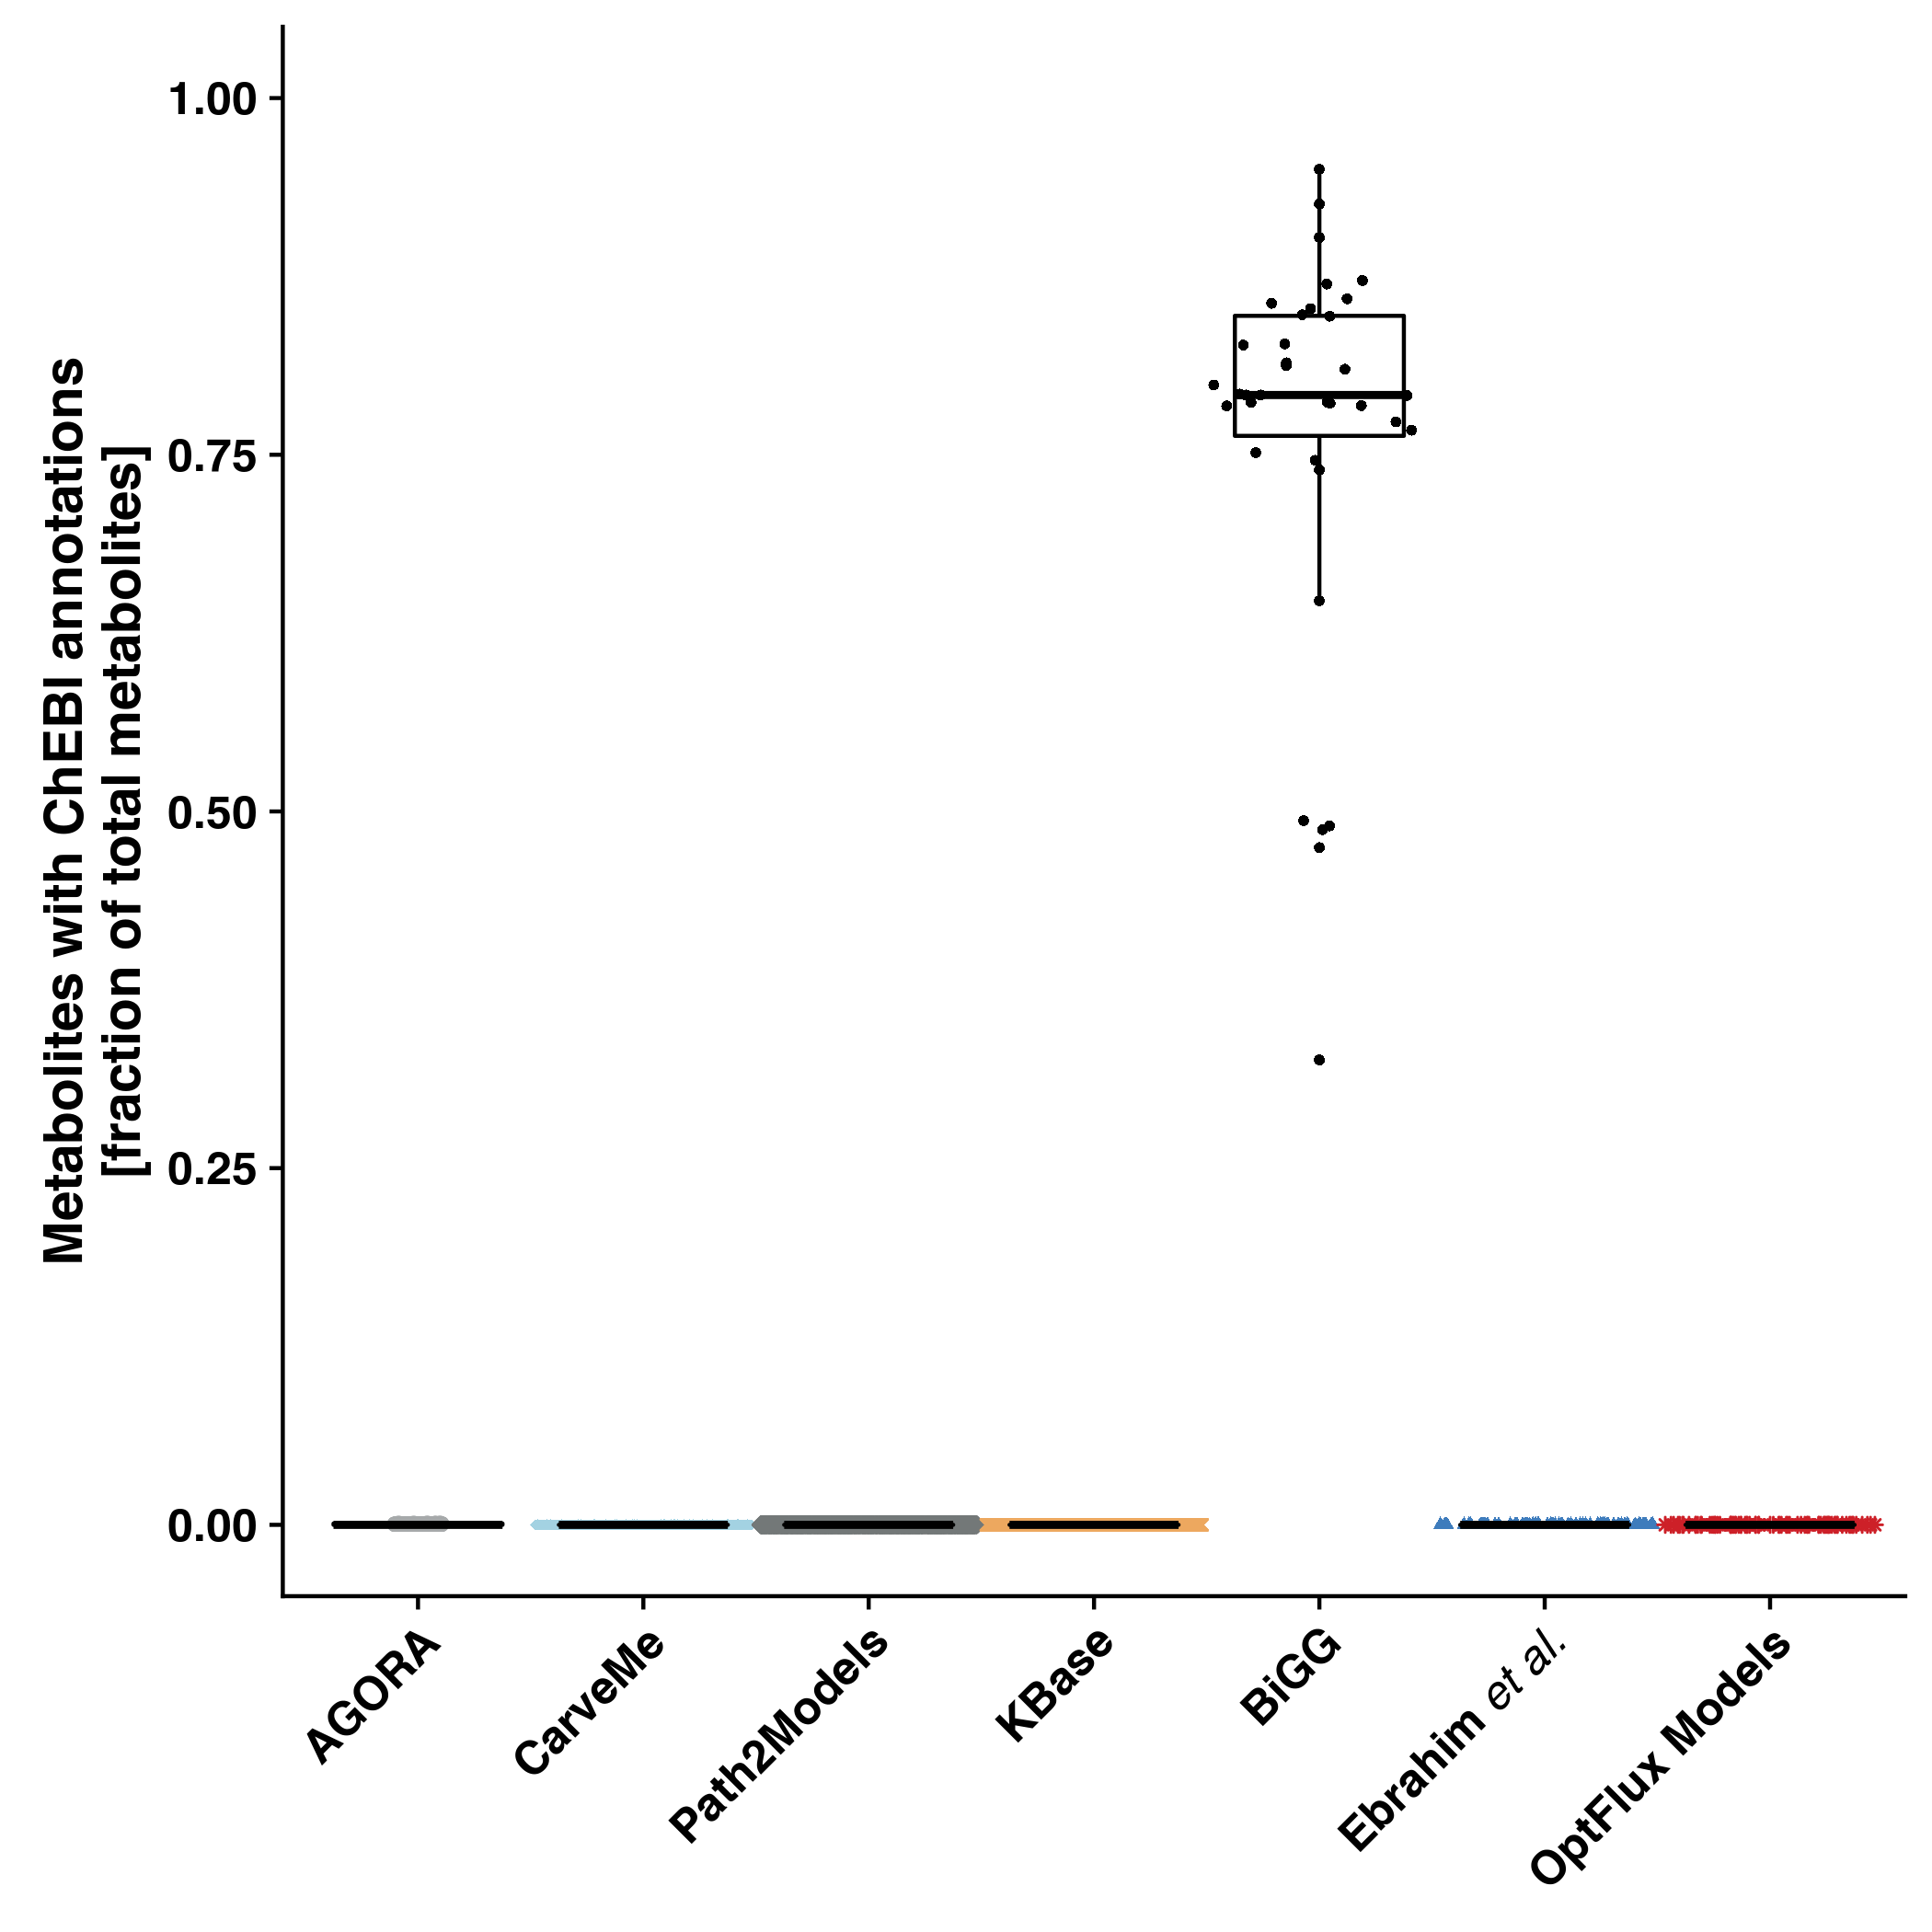 Metabolites with ChEBI annotations
[fraction of total metabolites]
1.00
0.75
0.50
0.25
0.00
AGORA
CarveMe
Path2Models
KBase
BiGG
Ebrahim et al.
OptFlux Models